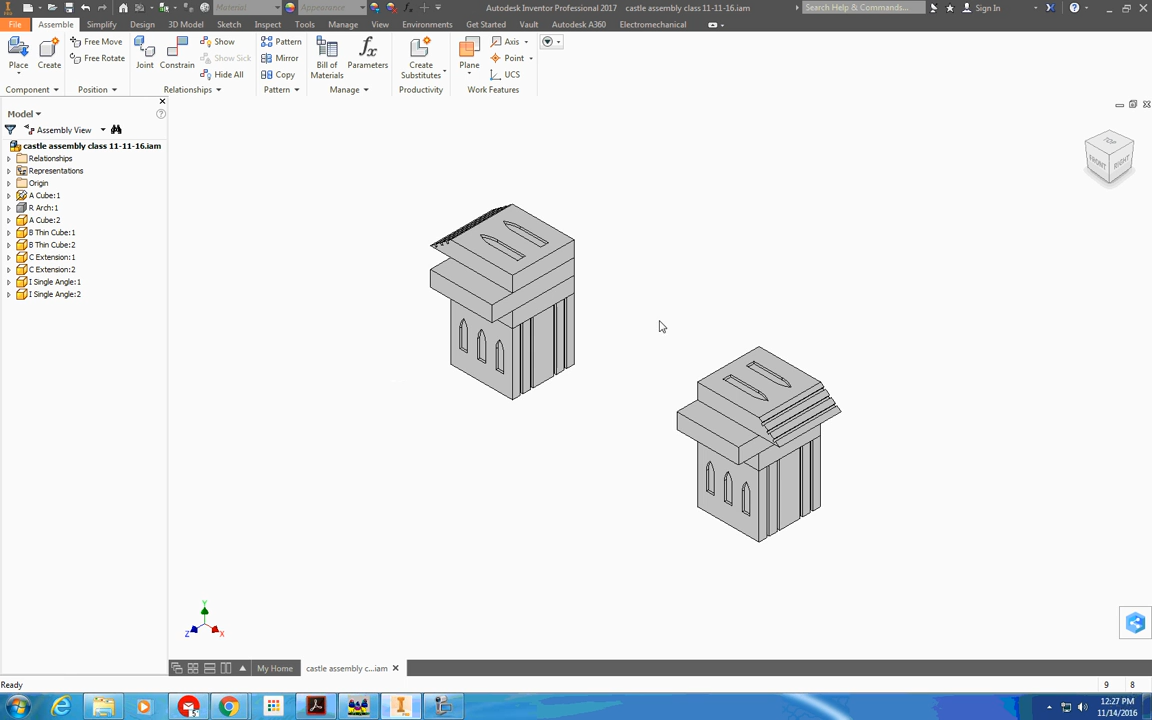 Autodesk Inventor Professional 2017 castle assembly class 11-11-16.iam
Material
Appearance
Search Help & Commands...
Sign In
File Assemble Simplify Design 3D Model Sketch Inspect Tools Manage View Environments Get Started Vault Autodesk A360 Electromechanical
Place
Create
Free Move
Free Rotate
Joint
Constrain
Show
Show Sick
Hide All
Pattern
Mirror
Copy
Bill of
Materials
Parameters
Create
Substitutes
Plane
Axis
Point
UCS
Component Position Relationships Pattern Manage Productivity Work Features
Model
Assembly View
castle assembly class 11-11-16.iam
Relationships
Representations
Origin
A Cube:1
R Arch:1
A Cube:2
B Thin Cube:1
B Thin Cube:2
C Extension:1
C Extension:2
I Single Angle:1
I Single Angle:2
TOP
FRONT
RIGHT
Y
Z
X
My Home
castle assembly c...iam
Ready
9 8
12:27 PM
11/14/2016